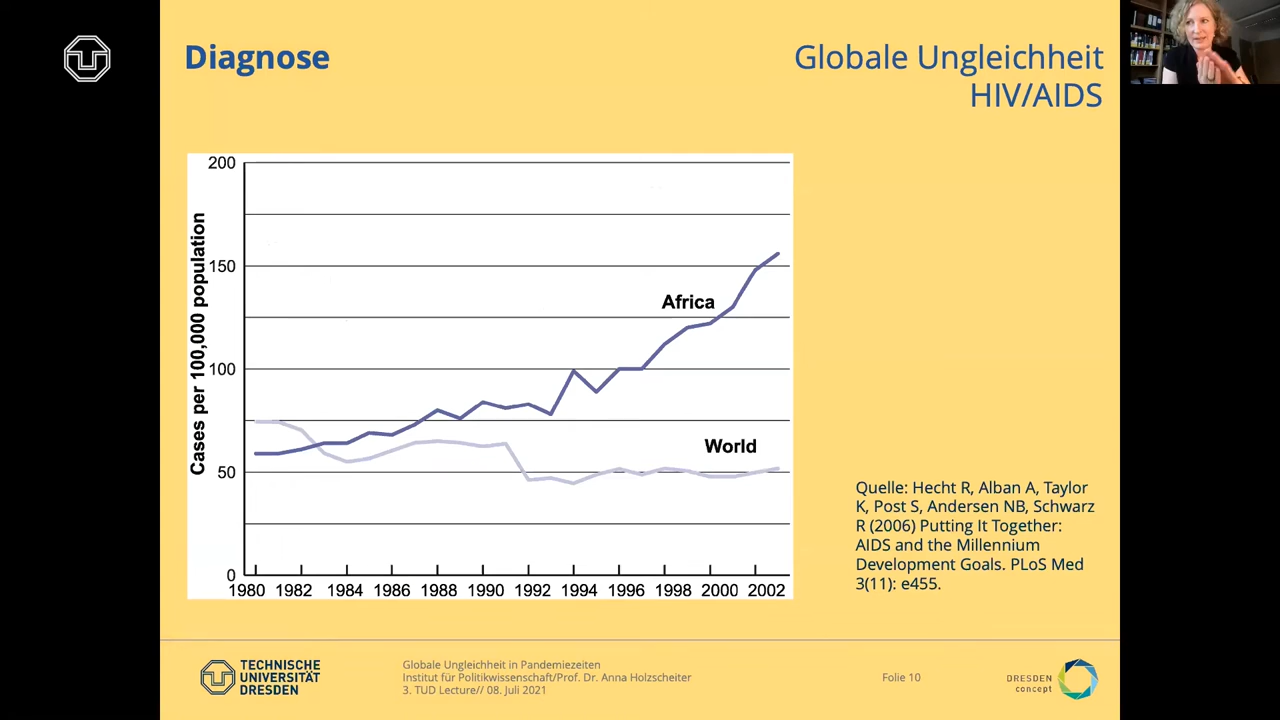 Diagnose
Globale Ungleichheit
HIV/AIDS
Cases per 100,000 population
200
150
100
50
0
Africa
World
1980 1982 1984 1986 1988 1990 1992 1994 1996 1998 2000 2002
Quelle: Hecht R, Alban A, Taylor
K, Post S, Andersen NB, Schwarz
R (2006) Putting It Together:
AIDS and the Millennium
Development Goals. PLoS Med
3(11): e455.
TECHNISCHE
UNIVERSITÄT
DRESDEN
Globale Ungleichheit in Pandemiezeiten
Institut für Politikwissenschaft/Prof. Dr. Anna Holzscheiter
3. TUD Lecture// 08. Juli 2021
Folie 10
DRESDEN
concept